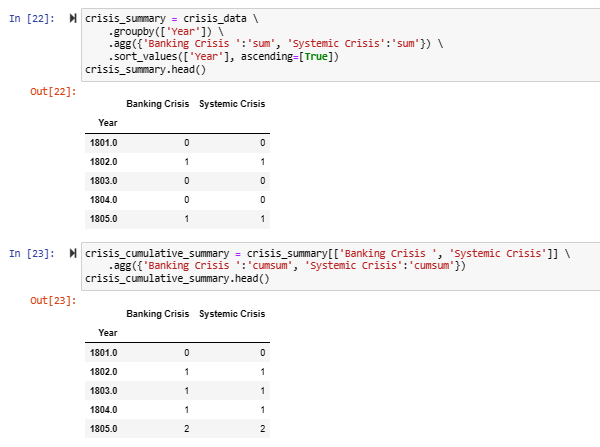 In [22]: crisis_summary = crisis_data \
.groupby(['Year']) \
.agg({'Banking Crisis ':'sum', 'Systemic Crisis':'sum'}) \
.sort_values(['Year'], ascending=[True])
crisis_summary.head()
Out[22]:
Banking Crisis Systemic Crisis
Year
1801.0 0 0
1802.0 1 1
1803.0 0 0
1804.0 0 0
1805.0 1 1
In [23]: crisis_cumulative_summary = crisis_summary[['Banking Crisis ', 'Systemic Crisis']] \
.agg({'Banking Crisis ':'cumsum', 'Systemic Crisis':'cumsum'})
crisis_cumulative_summary.head()
Out[23]:
Banking Crisis Systemic Crisis
Year
1801.0 0 0
1802.0 1 1
1803.0 1 1
1804.0 1 1
1805.0 2 2